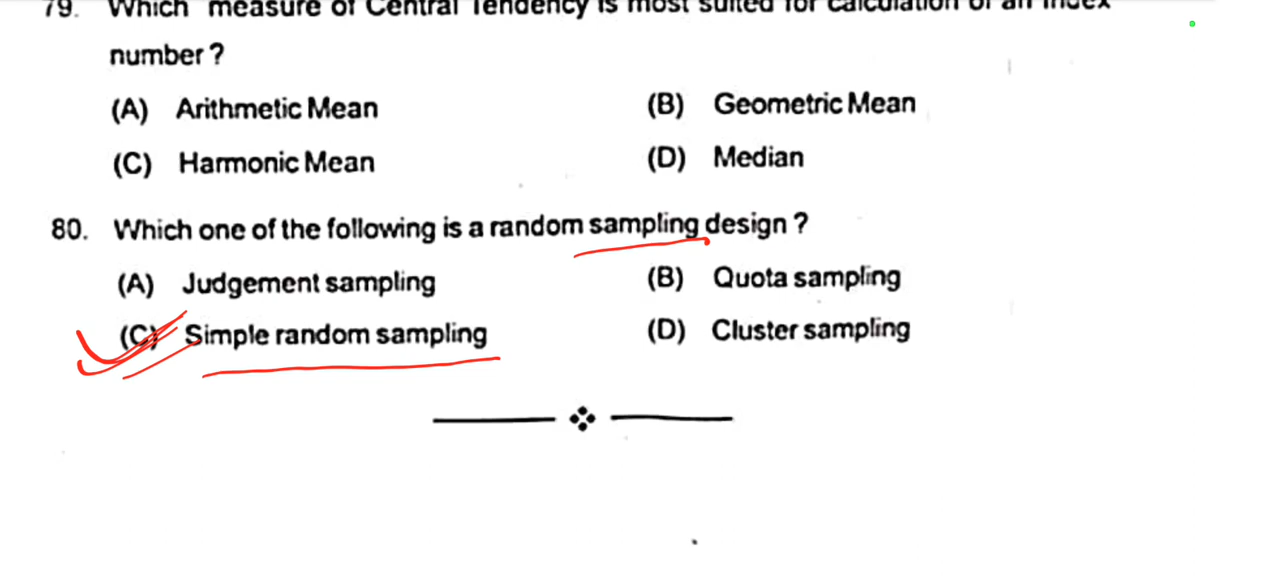 79. Which measure of Central Tendency is most suited for calculation of an Index
number ?
(A) Arithmetic Mean (B) Geometric Mean
(C) Harmonic Mean (D) Median
80. Which one of the following is a random sampling design ?
(A) Judgement sampling (B) Quota sampling
(C) Simple random sampling (D) Cluster sampling